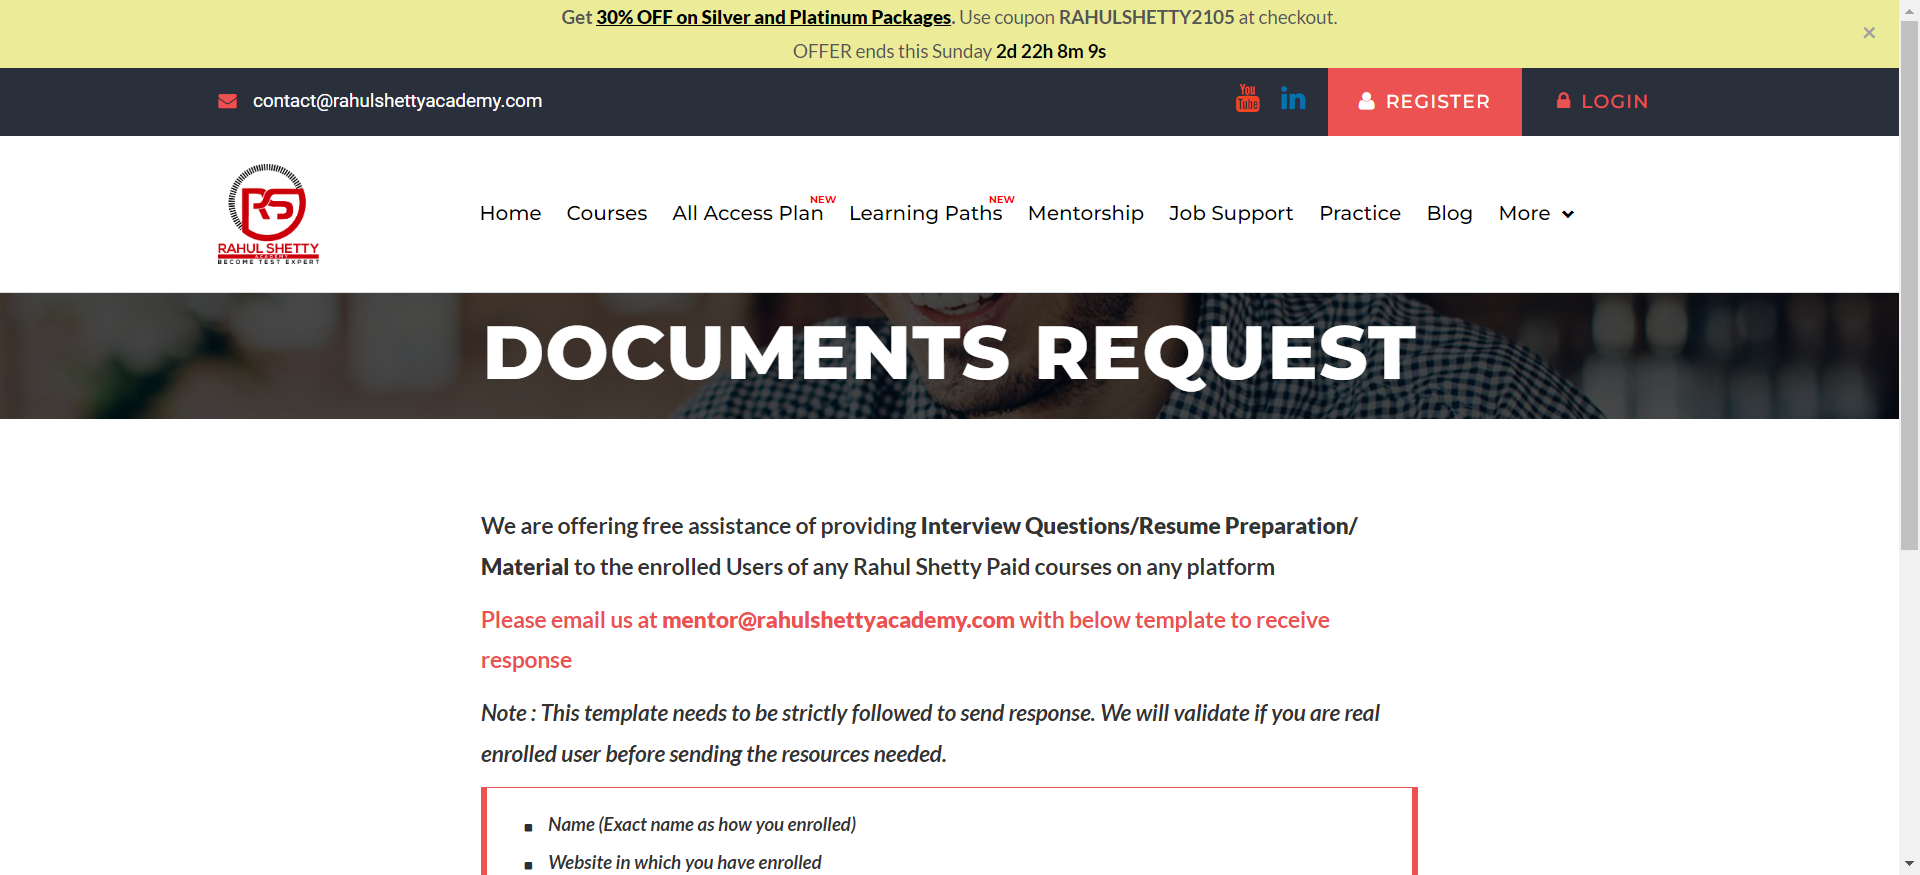 Get 30% OFF on Silver and Platinum Packages. Use coupon RAHULSHETTY2105 at checkout.
OFFER ends this Sunday 2d 22h 8m 9s
×
contact@rahulshettyacademy.com
You
Tube
in
REGISTER
LOGIN
RS
RAHUL SHETTY
ACADEMY
BECOME TEST EXPERT
Home
Courses
All Access Plan NEW
Learning Paths NEW
Mentorship
Job Support
Practice
Blog
More
DOCUMENTS REQUEST
We are offering free assistance of providing Interview Questions/Resume Preparation/
Material to the enrolled Users of any Rahul Shetty Paid courses on any platform
Please email us at mentor@rahulshettyacademy.com with below template to receive
response
Note : This template needs to be strictly followed to send response. We will validate if you are real
enrolled user before sending the resources needed.
Name (Exact name as how you enrolled)
Website in which you have enrolled